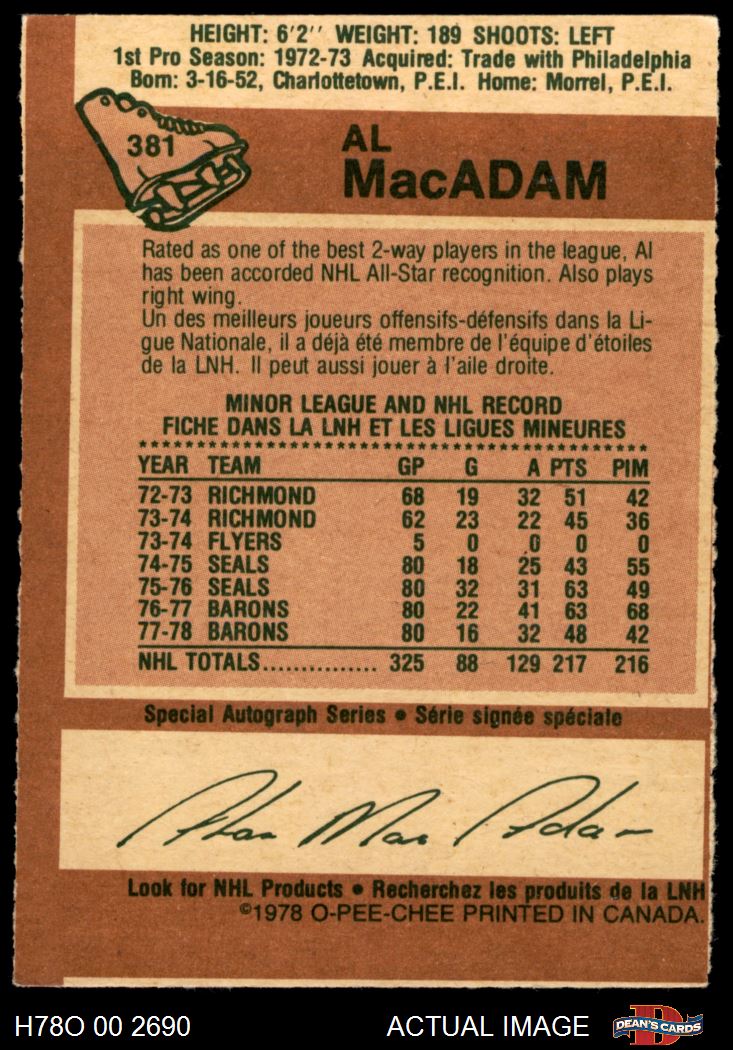 HEIGHT: 6'2'' WEIGHT: 189 SHOOTS: LEFT
1st Pro Season: 1972-73 Acquired: Trade with Philadelphia
Born: 3-16-52, Charlottetown, P.E.I. Home: Morrel, P.E.I.
381
AL
MacADAM
Rated as one of the best 2-way players in the league, Al
has been accorded NHL All-Star recognition. Also plays
right wing.
Un des meilleurs joueurs offensifs-défensifs dans la Li-
gue Nationale, il a déjà été membre de l'équipe d'étoiles
de la LNH. Il peut aussi jouer à l'aile droite.
MINOR LEAGUE AND NHL RECORD
FICHE DANS LA LNH ET LES LIGUES MINEURES
YEAR TEAM GP G A PTS PIM
72-73 RICHMOND 68 19 32 51 42
73-74 RICHMOND 62 23 22 45 36
73-74 FLYERS 5 0 0 0 0
74-75 SEALS 80 18 25 43 55
75-76 SEALS 80 32 31 63 49
76-77 BARONS 80 22 41 63 68
77-78 BARONS 80 16 32 48 42
NHL TOTALS............... 325 88 129 217 216
Special Autograph Series • Série signée spéciale
Alan Mac Adam
Look for NHL Products • Recherchez les produits de la LNH
©1978 O-PEE-CHEE PRINTED IN CANADA.
H78O 00 2690 ACTUAL IMAGE DEAN'S CARDS